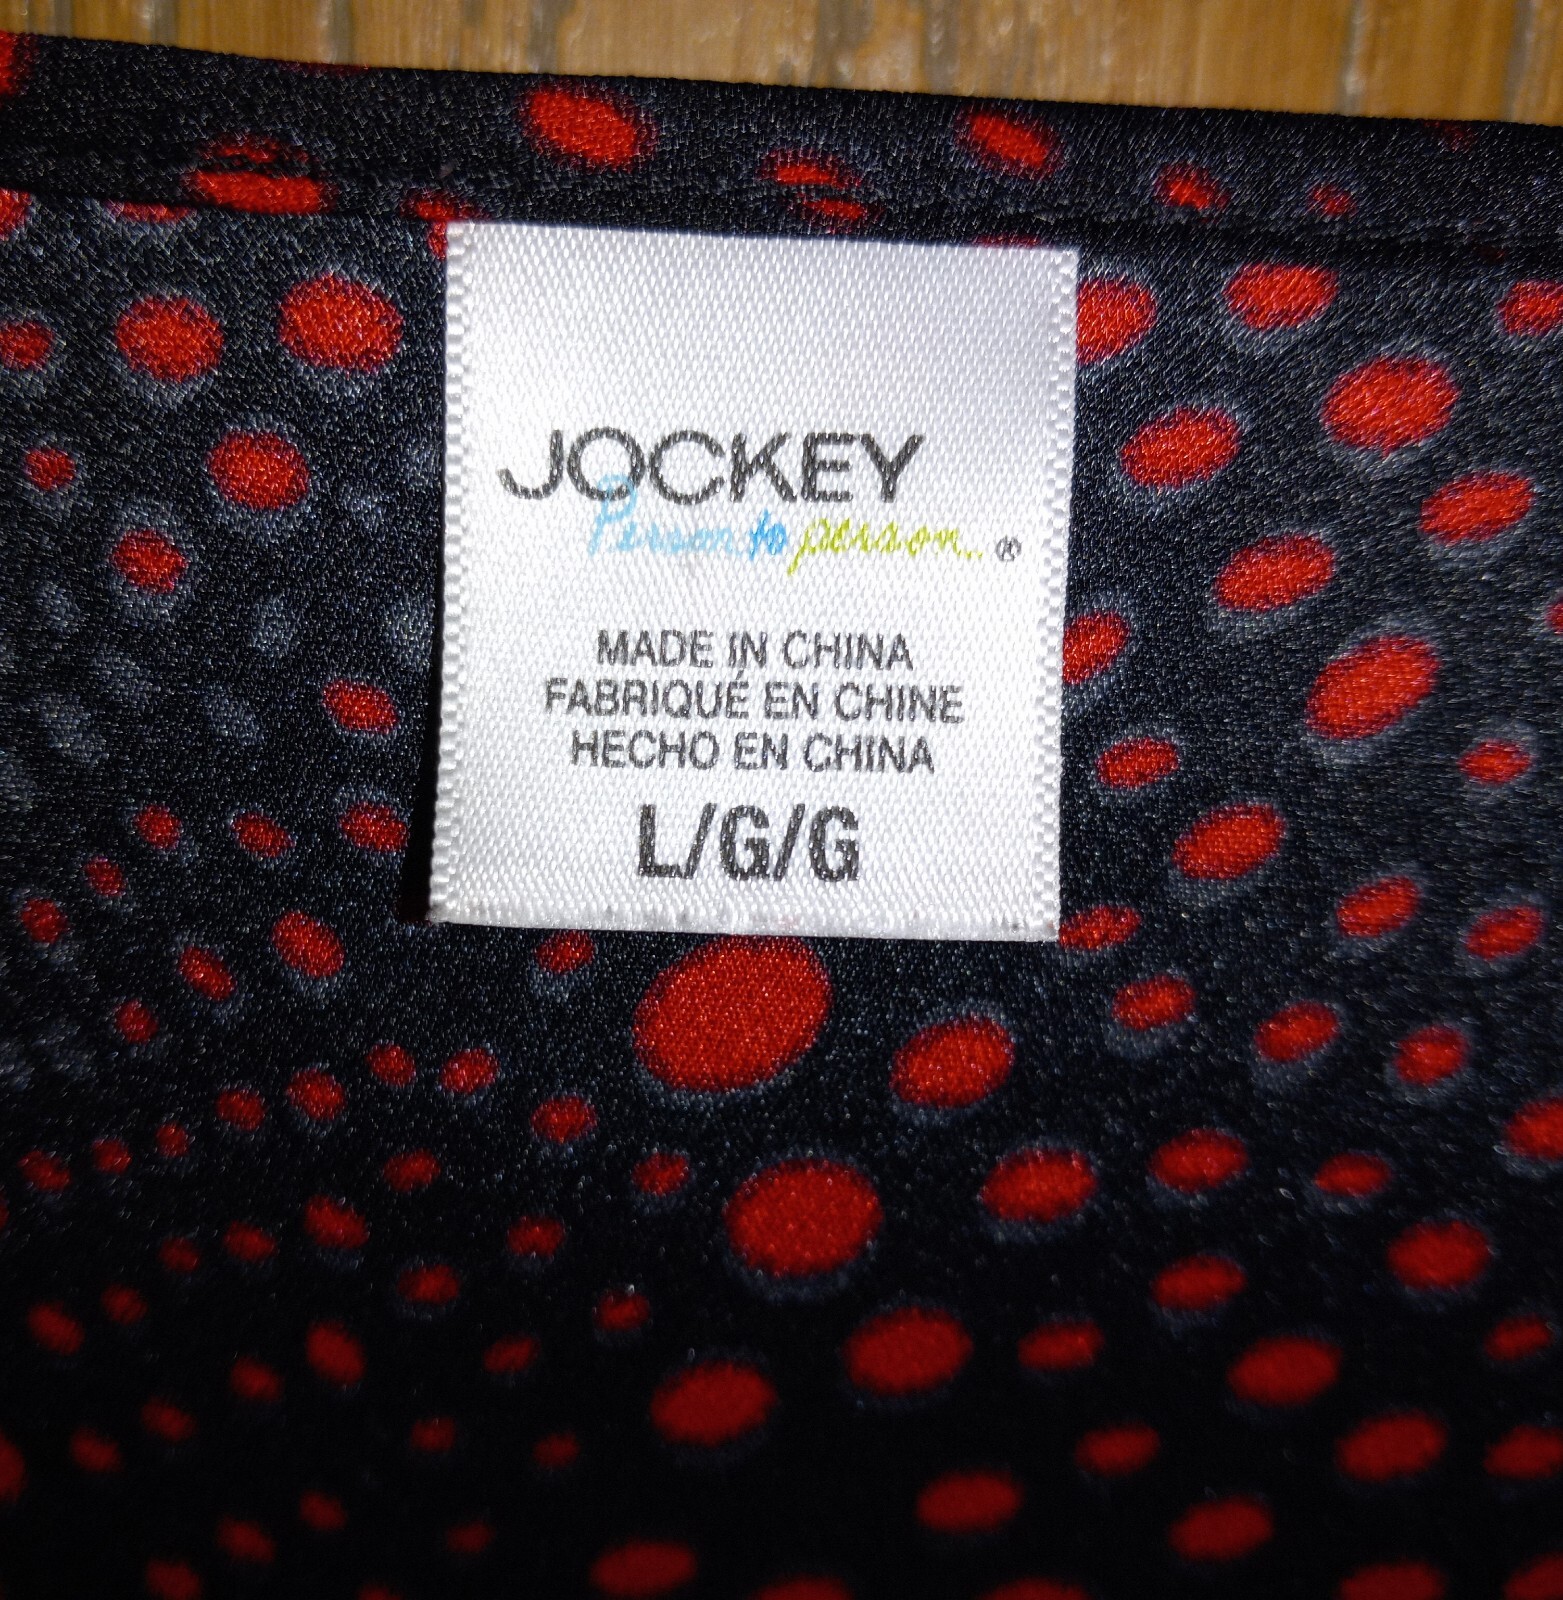 JOCKEY
Person to person. ®
MADE IN CHINA
FABRIQUÉ EN CHINE
HECHO EN CHINA
L/G/G